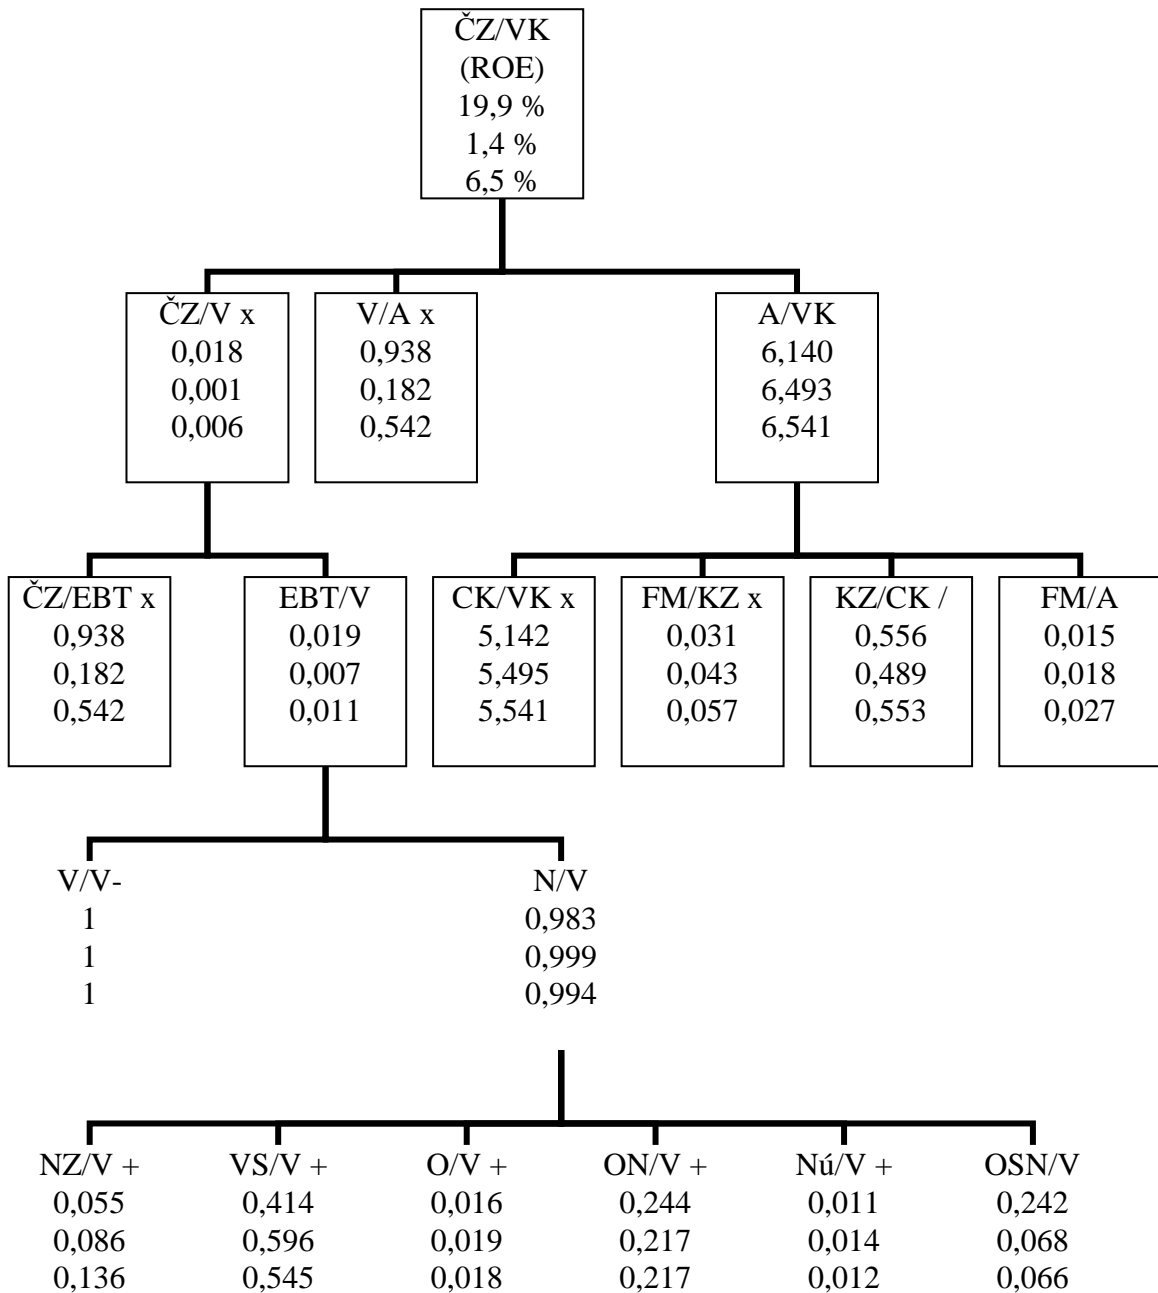 ČZ/VK
(ROE)
19,9 %
1,4 %
6,5 %
ČZ/V x
0,018
0,001
0,006
V/A x
0,938
0,182
0,542
A/VK
6,140
6,493
6,541
ČZ/EBT x
0,938
0,182
0,542
EBT/V
0,019
0,007
0,011
CK/VK x
5,142
5,495
5,541
FM/KZ x
0,031
0,043
0,057
KZ/CK /
0,556
0,489
0,553
FM/A
0,015
0,018
0,027
V/V-
1
1
1
N/V
0,983
0,999
0,994
NZ/V +
0,055
0,086
0,136
VS/V +
0,414
0,596
0,545
O/V +
0,016
0,019
0,018
ON/V +
0,244
0,217
0,217
Nú/V +
0,011
0,014
0,012
OSN/V
0,242
0,068
0,066